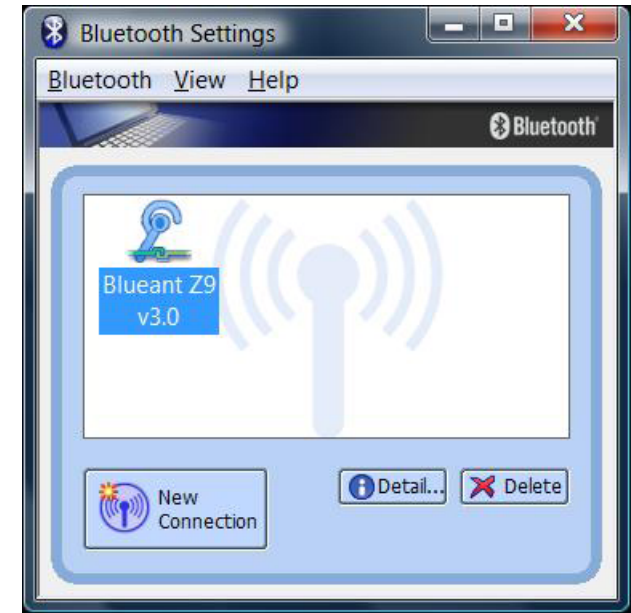 Bluetooth Settings
Bluetooth View Help
Bluetooth
Blueant Z9
v3.0
New
Connection
Detail...
Delete